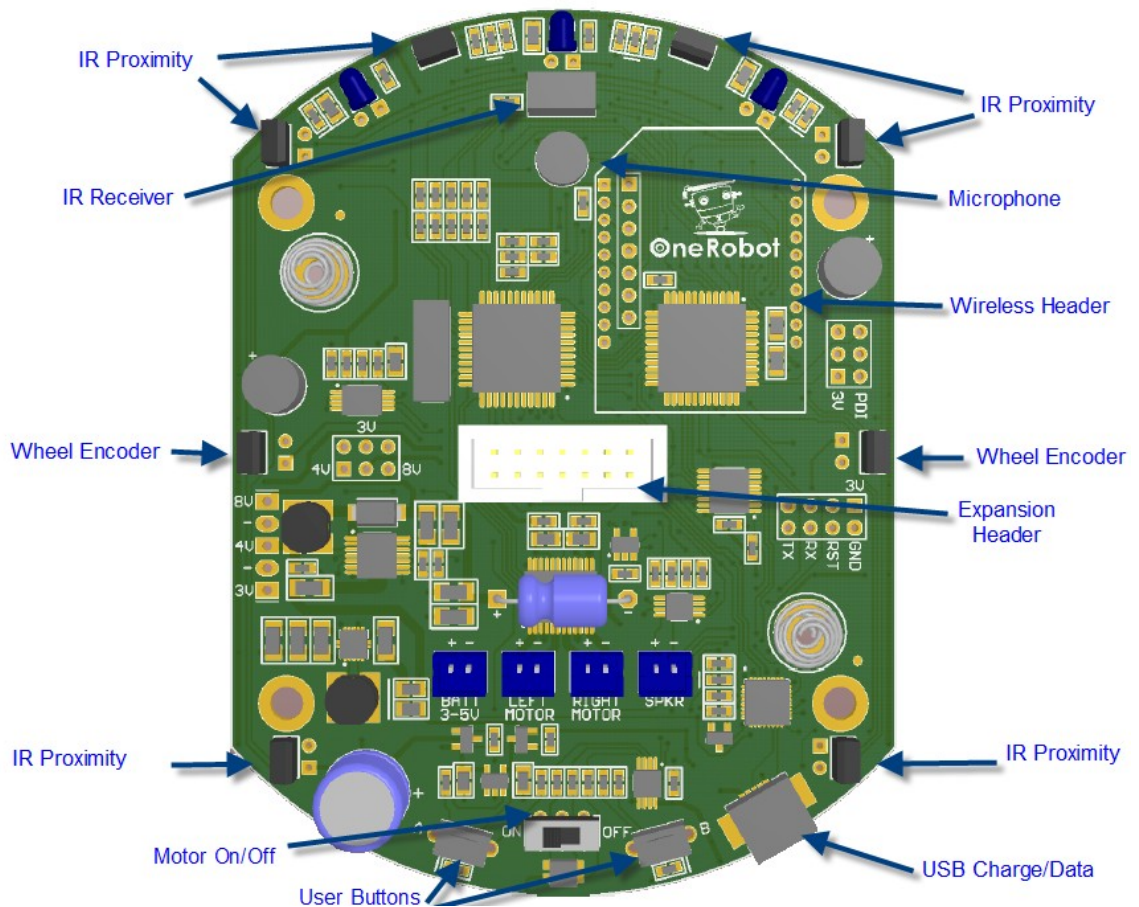 IR Proximity
IR Proximity
IR Receiver
Microphone
OneRobot
Wireless Header
+
+
3V
PDI
3V
4V
8V
Wheel Encoder
Wheel Encoder
3V
8V
-
4V
-
3V
TX
RX
RST
GND
Expansion
Header
+
-
+ -
+ -
+ -
+ -
BATT
3-5V
LEFT
MOTOR
RIGHT
MOTOR
SPKR
IR Proximity
IR Proximity
+
A
ON
OFF
B
Motor On/Off
User Buttons
USB Charge/Data